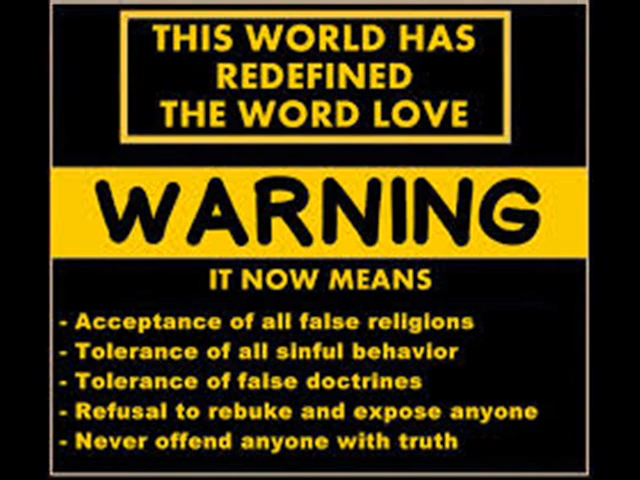 THIS WORLD HAS
REDEFINED
THE WORD LOVE
WARNING
IT NOW MEANS
- Acceptance of all false religions
- Tolerance of all sinful behavior
- Tolerance of false doctrines
- Refusal to rebuke and expose anyone
- Never offend anyone with truth